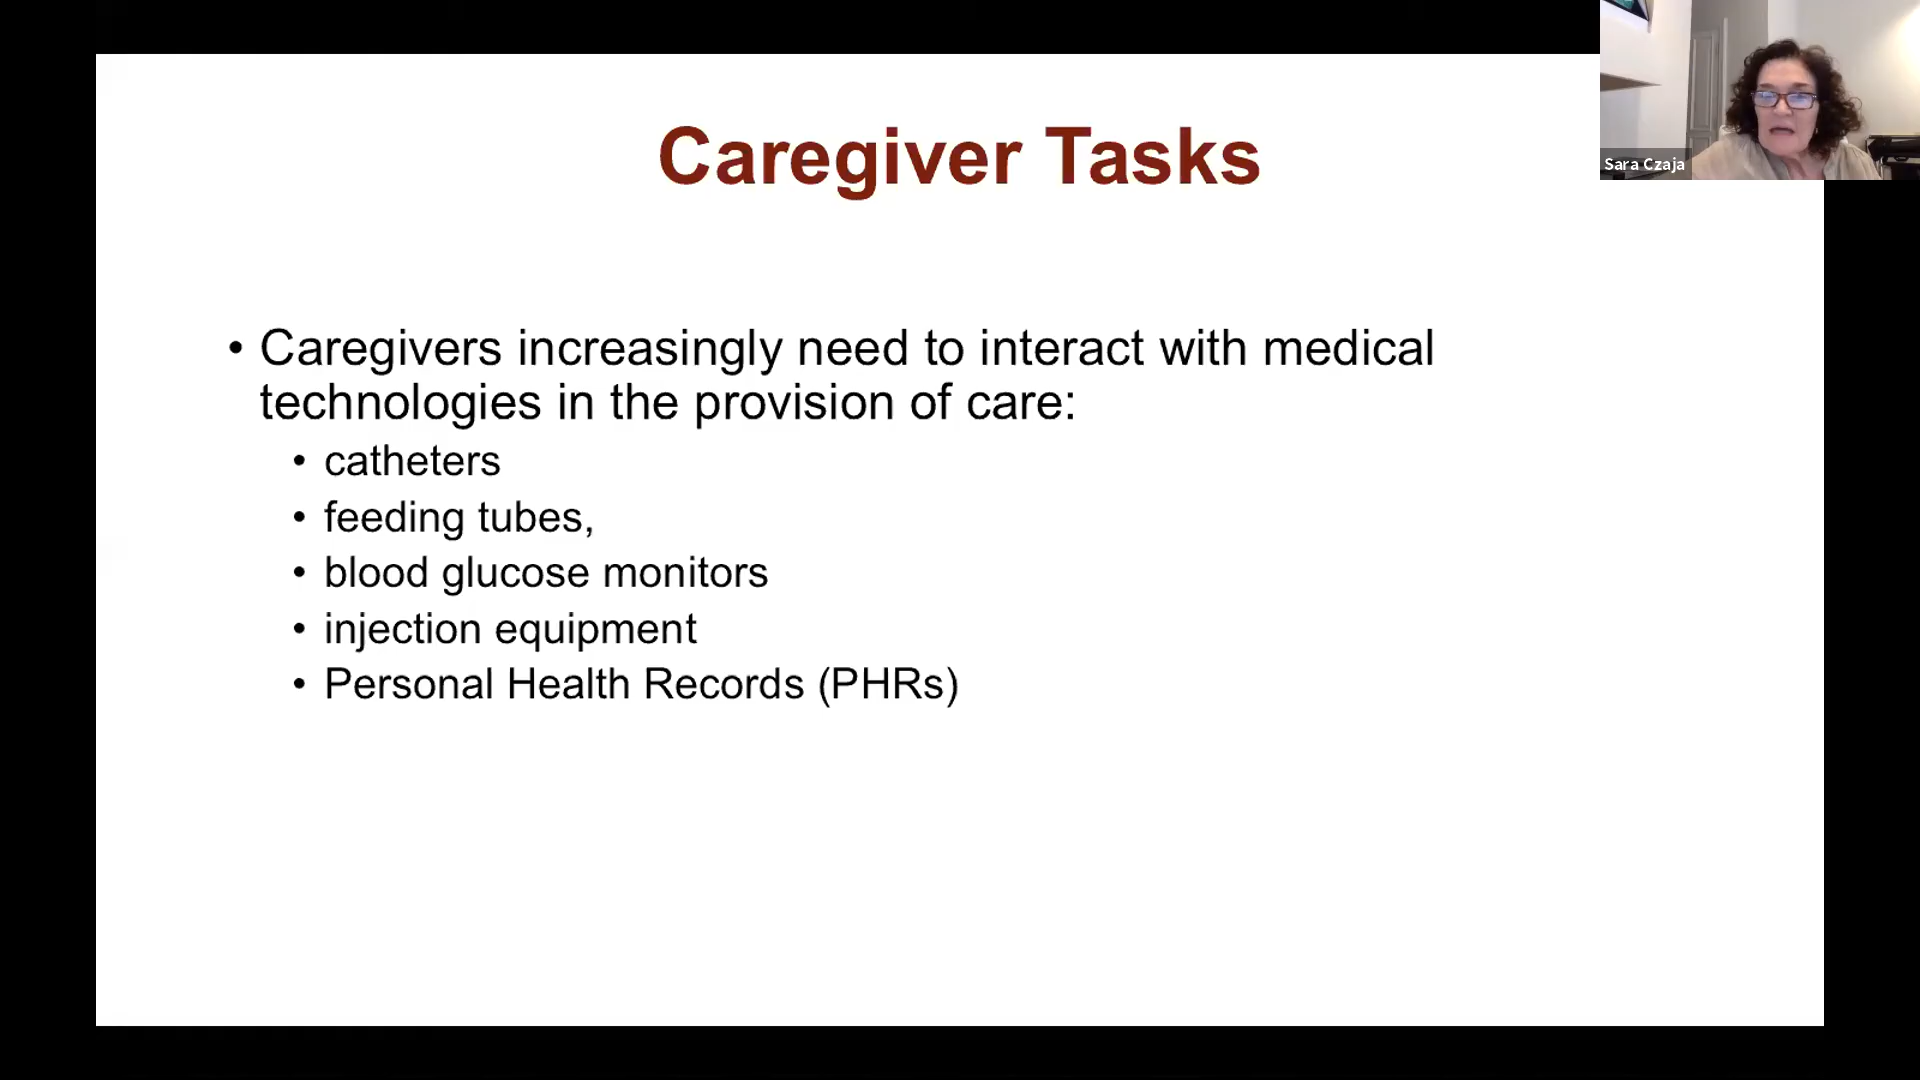 Caregiver Tasks
Sara Czaja
• Caregivers increasingly need to interact with medical
technologies in the provision of care:
• catheters
• feeding tubes,
• blood glucose monitors
• injection equipment
• Personal Health Records (PHRs)